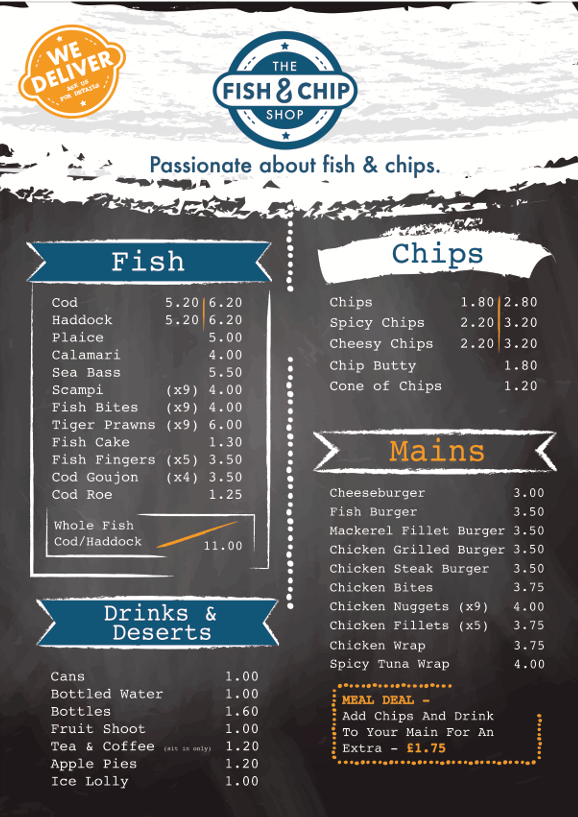 WE
DELIVER
ASK US
FOR DETAILS
THE
FISH & CHIP
SHOP
Passionate about fish & chips.
Fish
Cod 5.20 6.20
Haddock 5.20 6.20
Plaice 5.00
Calamari 4.00
Sea Bass 5.50
Scampi (x9) 4.00
Fish Bites (x9) 4.00
Tiger Prawns (x9) 6.00
Fish Cake 1.30
Fish Fingers (x5) 3.50
Cod Goujon (x4) 3.50
Cod Roe 1.25
Whole Fish
Cod/Haddock 11.00
Drinks &
Deserts
Cans 1.00
Bottled Water 1.00
Bottles 1.60
Fruit Shoot 1.00
Tea & Coffee (sit in only) 1.20
Apple Pies 1.20
Ice Lolly 1.00
Chips
Chips 1.80 2.80
Spicy Chips 2.20 3.20
Cheesy Chips 2.20 3.20
Chip Butty 1.80
Cone of Chips 1.20
Mains
Cheeseburger 3.00
Fish Burger 3.50
Mackerel Fillet Burger 3.50
Chicken Grilled Burger 3.50
Chicken Steak Burger 3.50
Chicken Bites 3.75
Chicken Nuggets (x9) 4.00
Chicken Fillets (x5) 3.75
Chicken Wrap 3.75
Spicy Tuna Wrap 4.00
MEAL DEAL -
Add Chips And Drink
To Your Main For An
Extra - £1.75